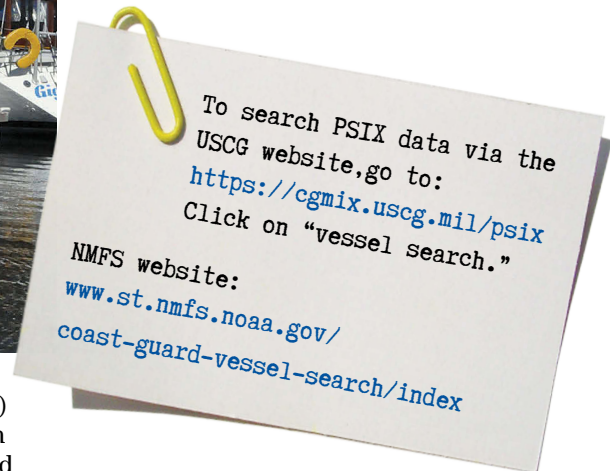 Gig
To search PSIX data via the
USCG website,go to:
https://cgmix.uscg.mil/psix
Click on “vessel search.”
NMFS website:
www.st.nmfs.noaa.gov/
coast-guard-vessel-search/index
)
n
d